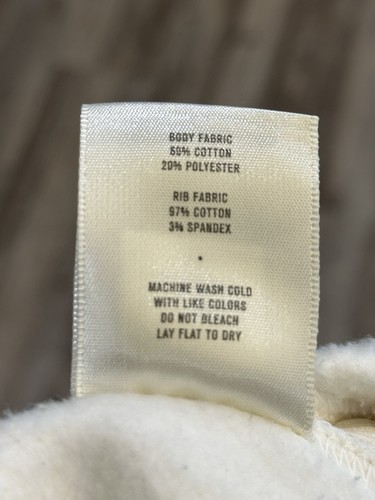 BODY FABRIC
80% COTTON
20% POLYESTER
RIB FABRIC
97% COTTON
3% SPANDEX
MACHINE WASH COLD
WITH LIKE COLORS
DO NOT BLEACH
LAY FLAT TO DRY